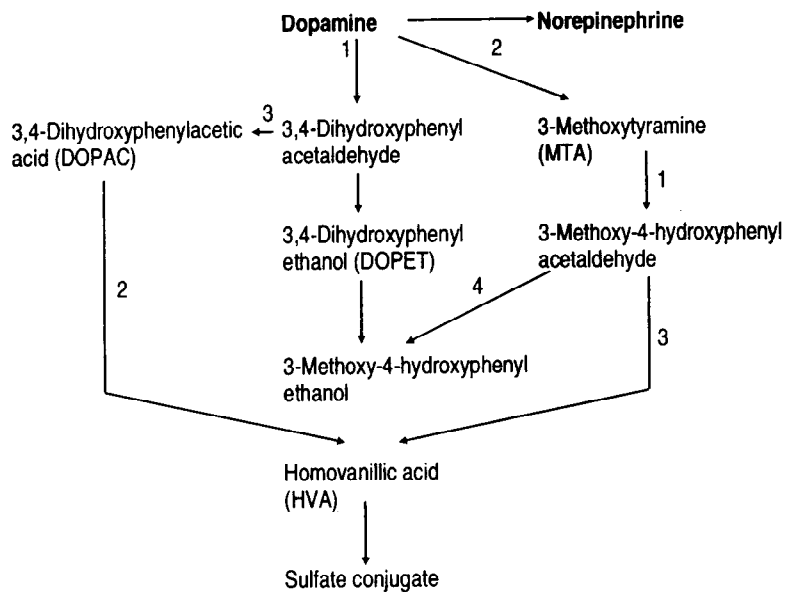 Dopamine
Norepinephrine
1
2
3,4-Dihydroxyphenylacetic
acid (DOPAC)
3
3,4-Dihydroxyphenyl
acetaldehyde
3-Methoxytyramine
(MTA)
1
3,4-Dihydroxyphenyl
ethanol (DOPET)
3-Methoxy-4-hydroxyphenyl
acetaldehyde
2
4
3
3-Methoxy-4-hydroxyphenyl
ethanol
Homovanillic acid
(HVA)
Sulfate conjugate